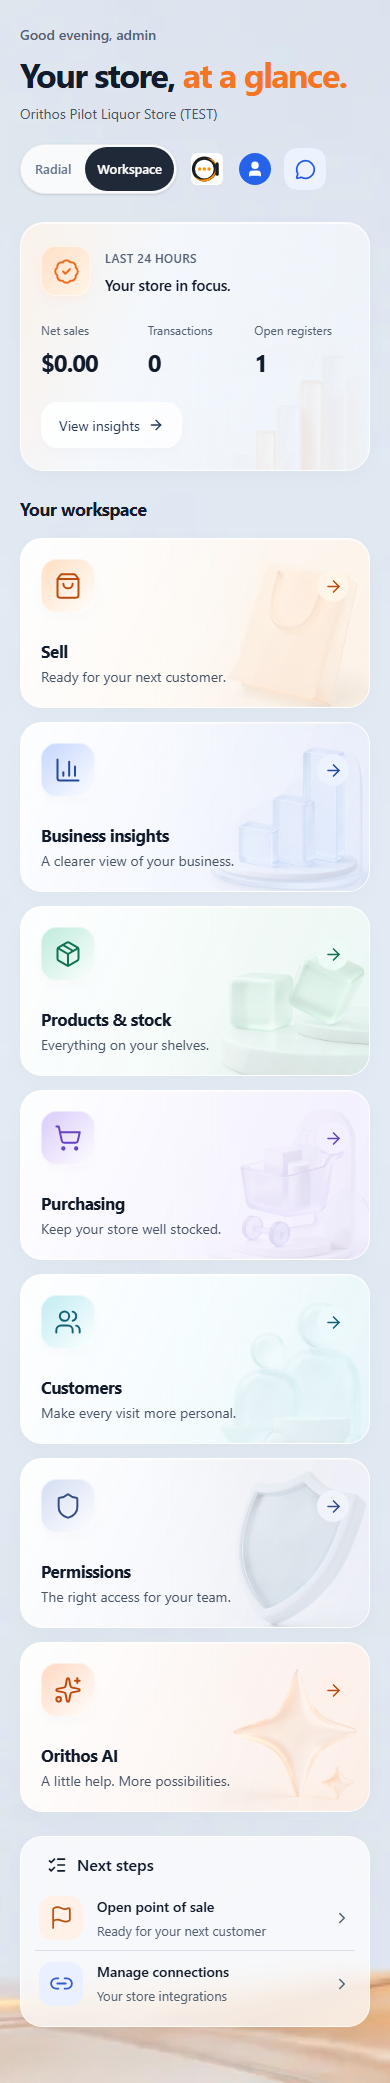 Good evening, admin
Your store, at a glance.
Orithos Pilot Liquor Store (TEST)
Radial Workspace
LAST 24 HOURS
Your store in focus.
Net sales Transactions Open registers
$0.00 0 1
View insights
Your workspace
Sell
Ready for your next customer.
Business insights
A clearer view of your business.
Products & stock
Everything on your shelves.
Purchasing
Keep your store well stocked.
Customers
Make every visit more personal.
Permissions
The right access for your team.
Orithos AI
A little help. More possibilities.
Next steps
Open point of sale
Ready for your next customer
Manage connections
Your store integrations